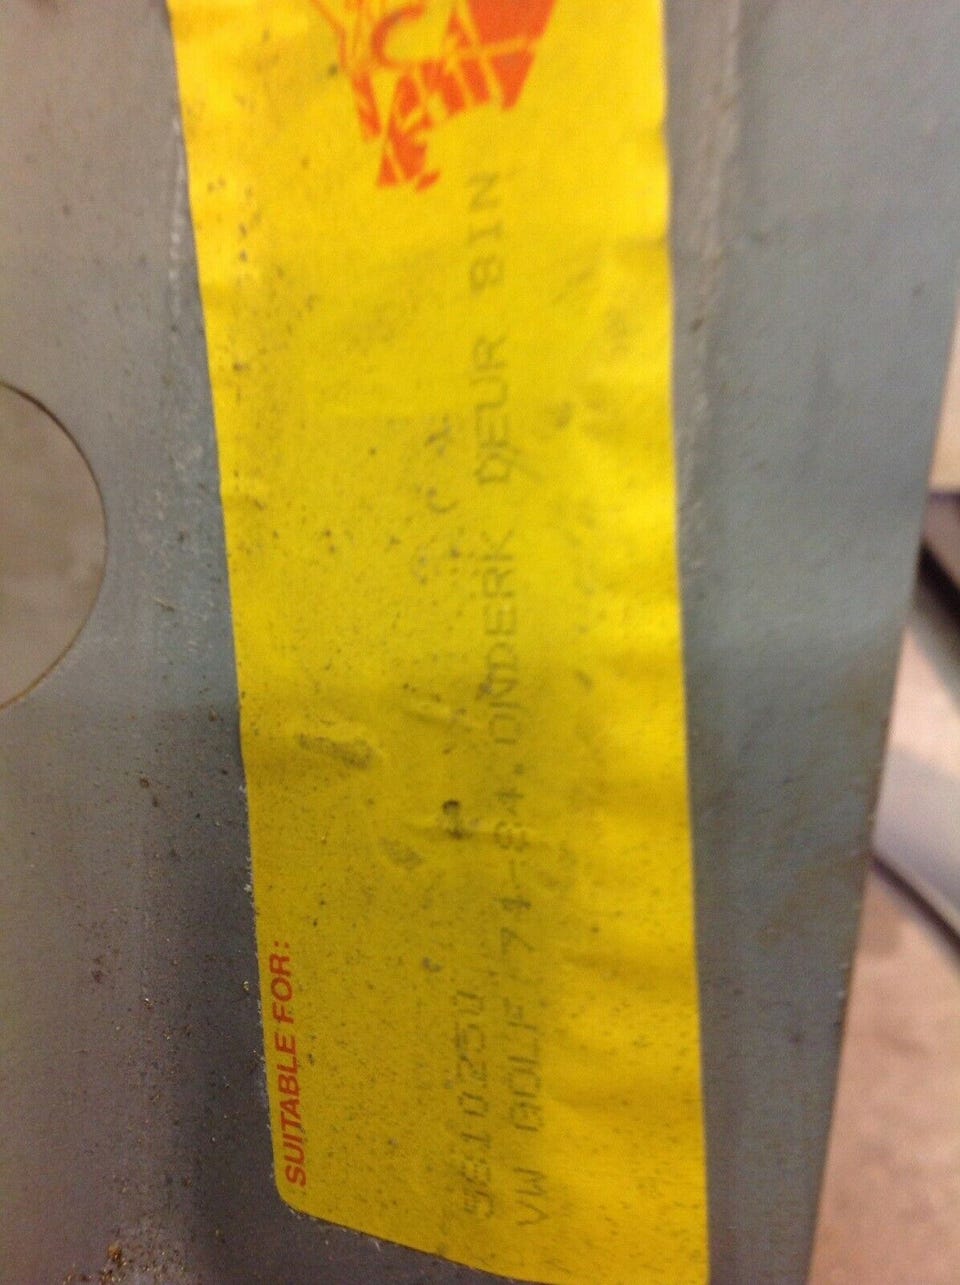 SUITABLE FOR:
5810250
VW GOLF 74-84.ONDERK DEUR BIN